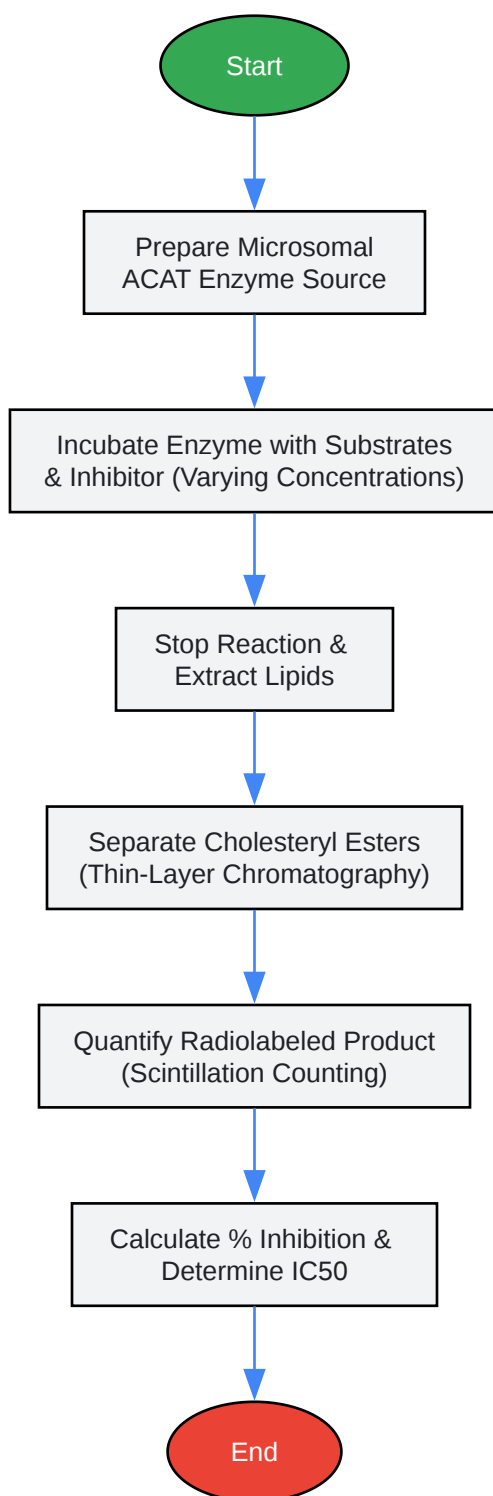 Start
Prepare Microsomal
ACAT Enzyme Source
Incubate Enzyme with Substrates
& Inhibitor (Varying Concentrations)
Stop Reaction &
Extract Lipids
Separate Cholesteryl Esters
(Thin-Layer Chromatography)
Quantify Radiolabeled Product
(Scintillation Counting)
Calculate % Inhibition &
Determine IC50
End